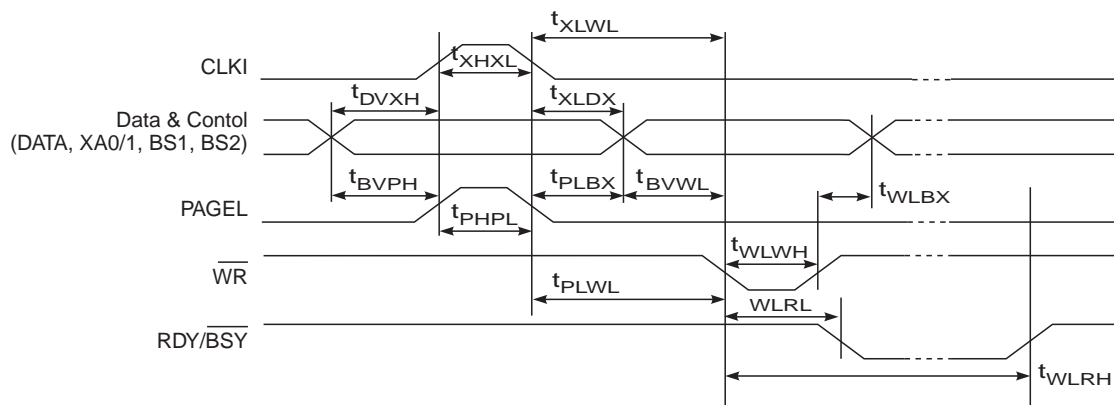 tXLWL
CLKI
tXHXL
tDVXH
tXLDX
Data & Contol
(DATA, XA0/1, BS1, BS2)
tBVPH
tPLBX
tBVWL
tWLBX
PAGEL
tPHPL
tWLWH
WR
tPLWL
WLRL
RDY/BSY
tWLRH